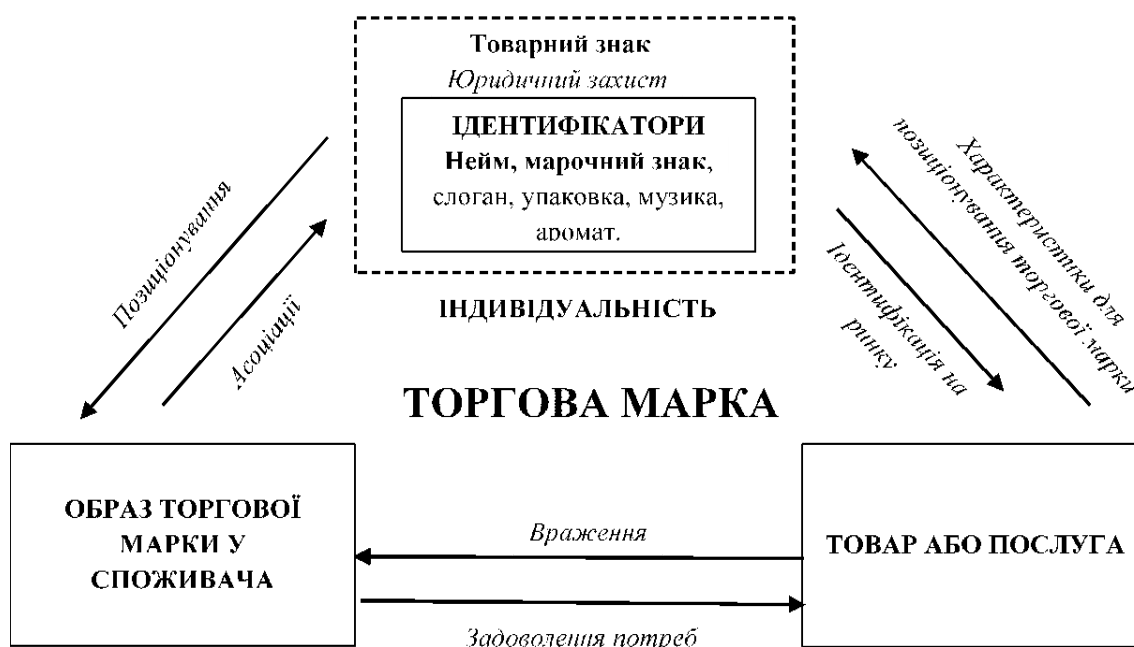 Товарний знак
Юридичний захист
ІДЕНТИФІКАТОРИ
Нейм, марочний знак,
слоган, упаковка, музика,
аромат.
ІНДИВІДУАЛЬНІСТЬ
Позиціонування
Асоціації
Характеристики для
позиціонування торгової марки
Ідентифікація на
ринку
ТОРГОВА МАРКА
ОБРАЗ ТОРГОВОЇ
МАРКИ У
СПОЖИВАЧА
Враження
Задоволення потреб
ТОВАР АБО ПОСЛУГА